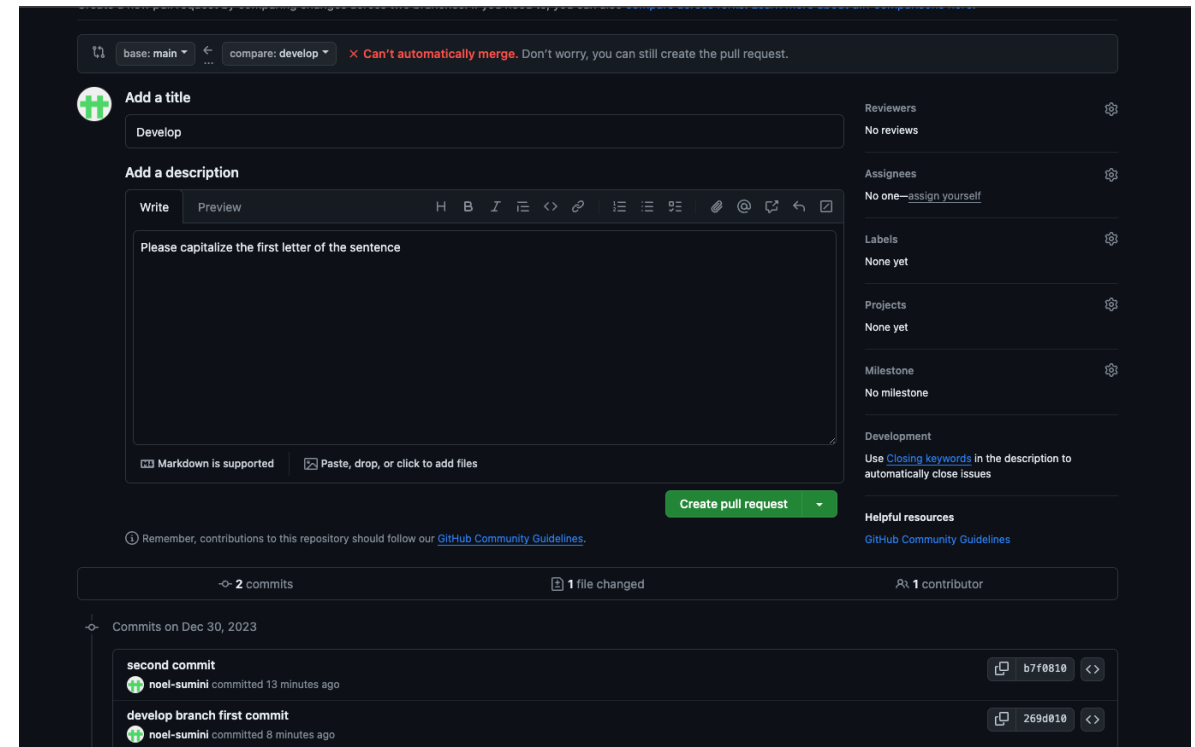 base: main
compare: develop
Can't automatically merge. Don't worry, you can still create the pull request.
Add a title
Develop
Add a description
Write
Preview
Please capitalize the first letter of the sentence
Markdown is supported
Paste, drop, or click to add files
Create pull request
Remember, contributions to this repository should follow our GitHub Community Guidelines.
Reviewers
No reviews
Assignees
No one—assign yourself
Labels
None yet
Projects
None yet
Milestone
No milestone
Development
Use Closing keywords in the description to
automatically close issues
Helpful resources
GitHub Community Guidelines
2 commits
1 file changed
1 contributor
Commits on Dec 30, 2023
second commit
b7f0810
noel-sumini committed 13 minutes ago
develop branch first commit
269d010
noel-sumini committed 8 minutes ago